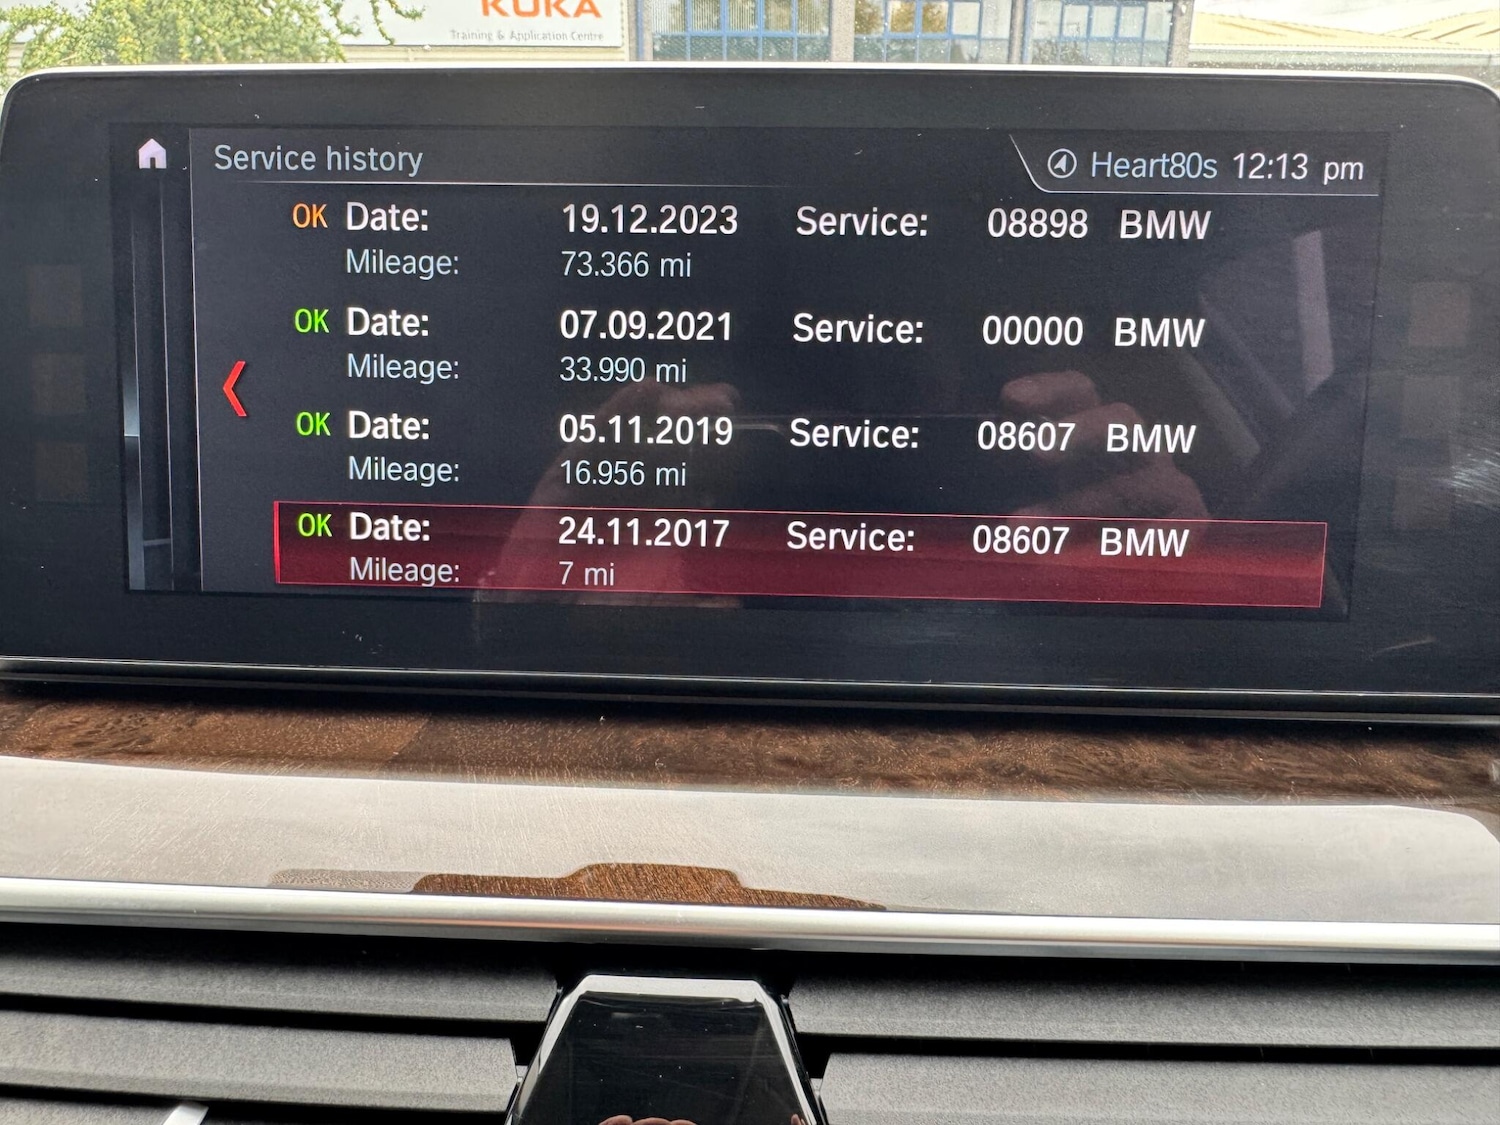 KUKA
Training & Application Centre
Service history
Heart80s 12:13 pm
OK Date: 19.12.2023 Service: 08898 BMW
Mileage: 73.366 mi
OK Date: 07.09.2021 Service: 00000 BMW
Mileage: 33.990 mi
OK Date: 05.11.2019 Service: 08607 BMW
Mileage: 16.956 mi
OK Date: 24.11.2017 Service: 08607 BMW
Mileage: 7 mi